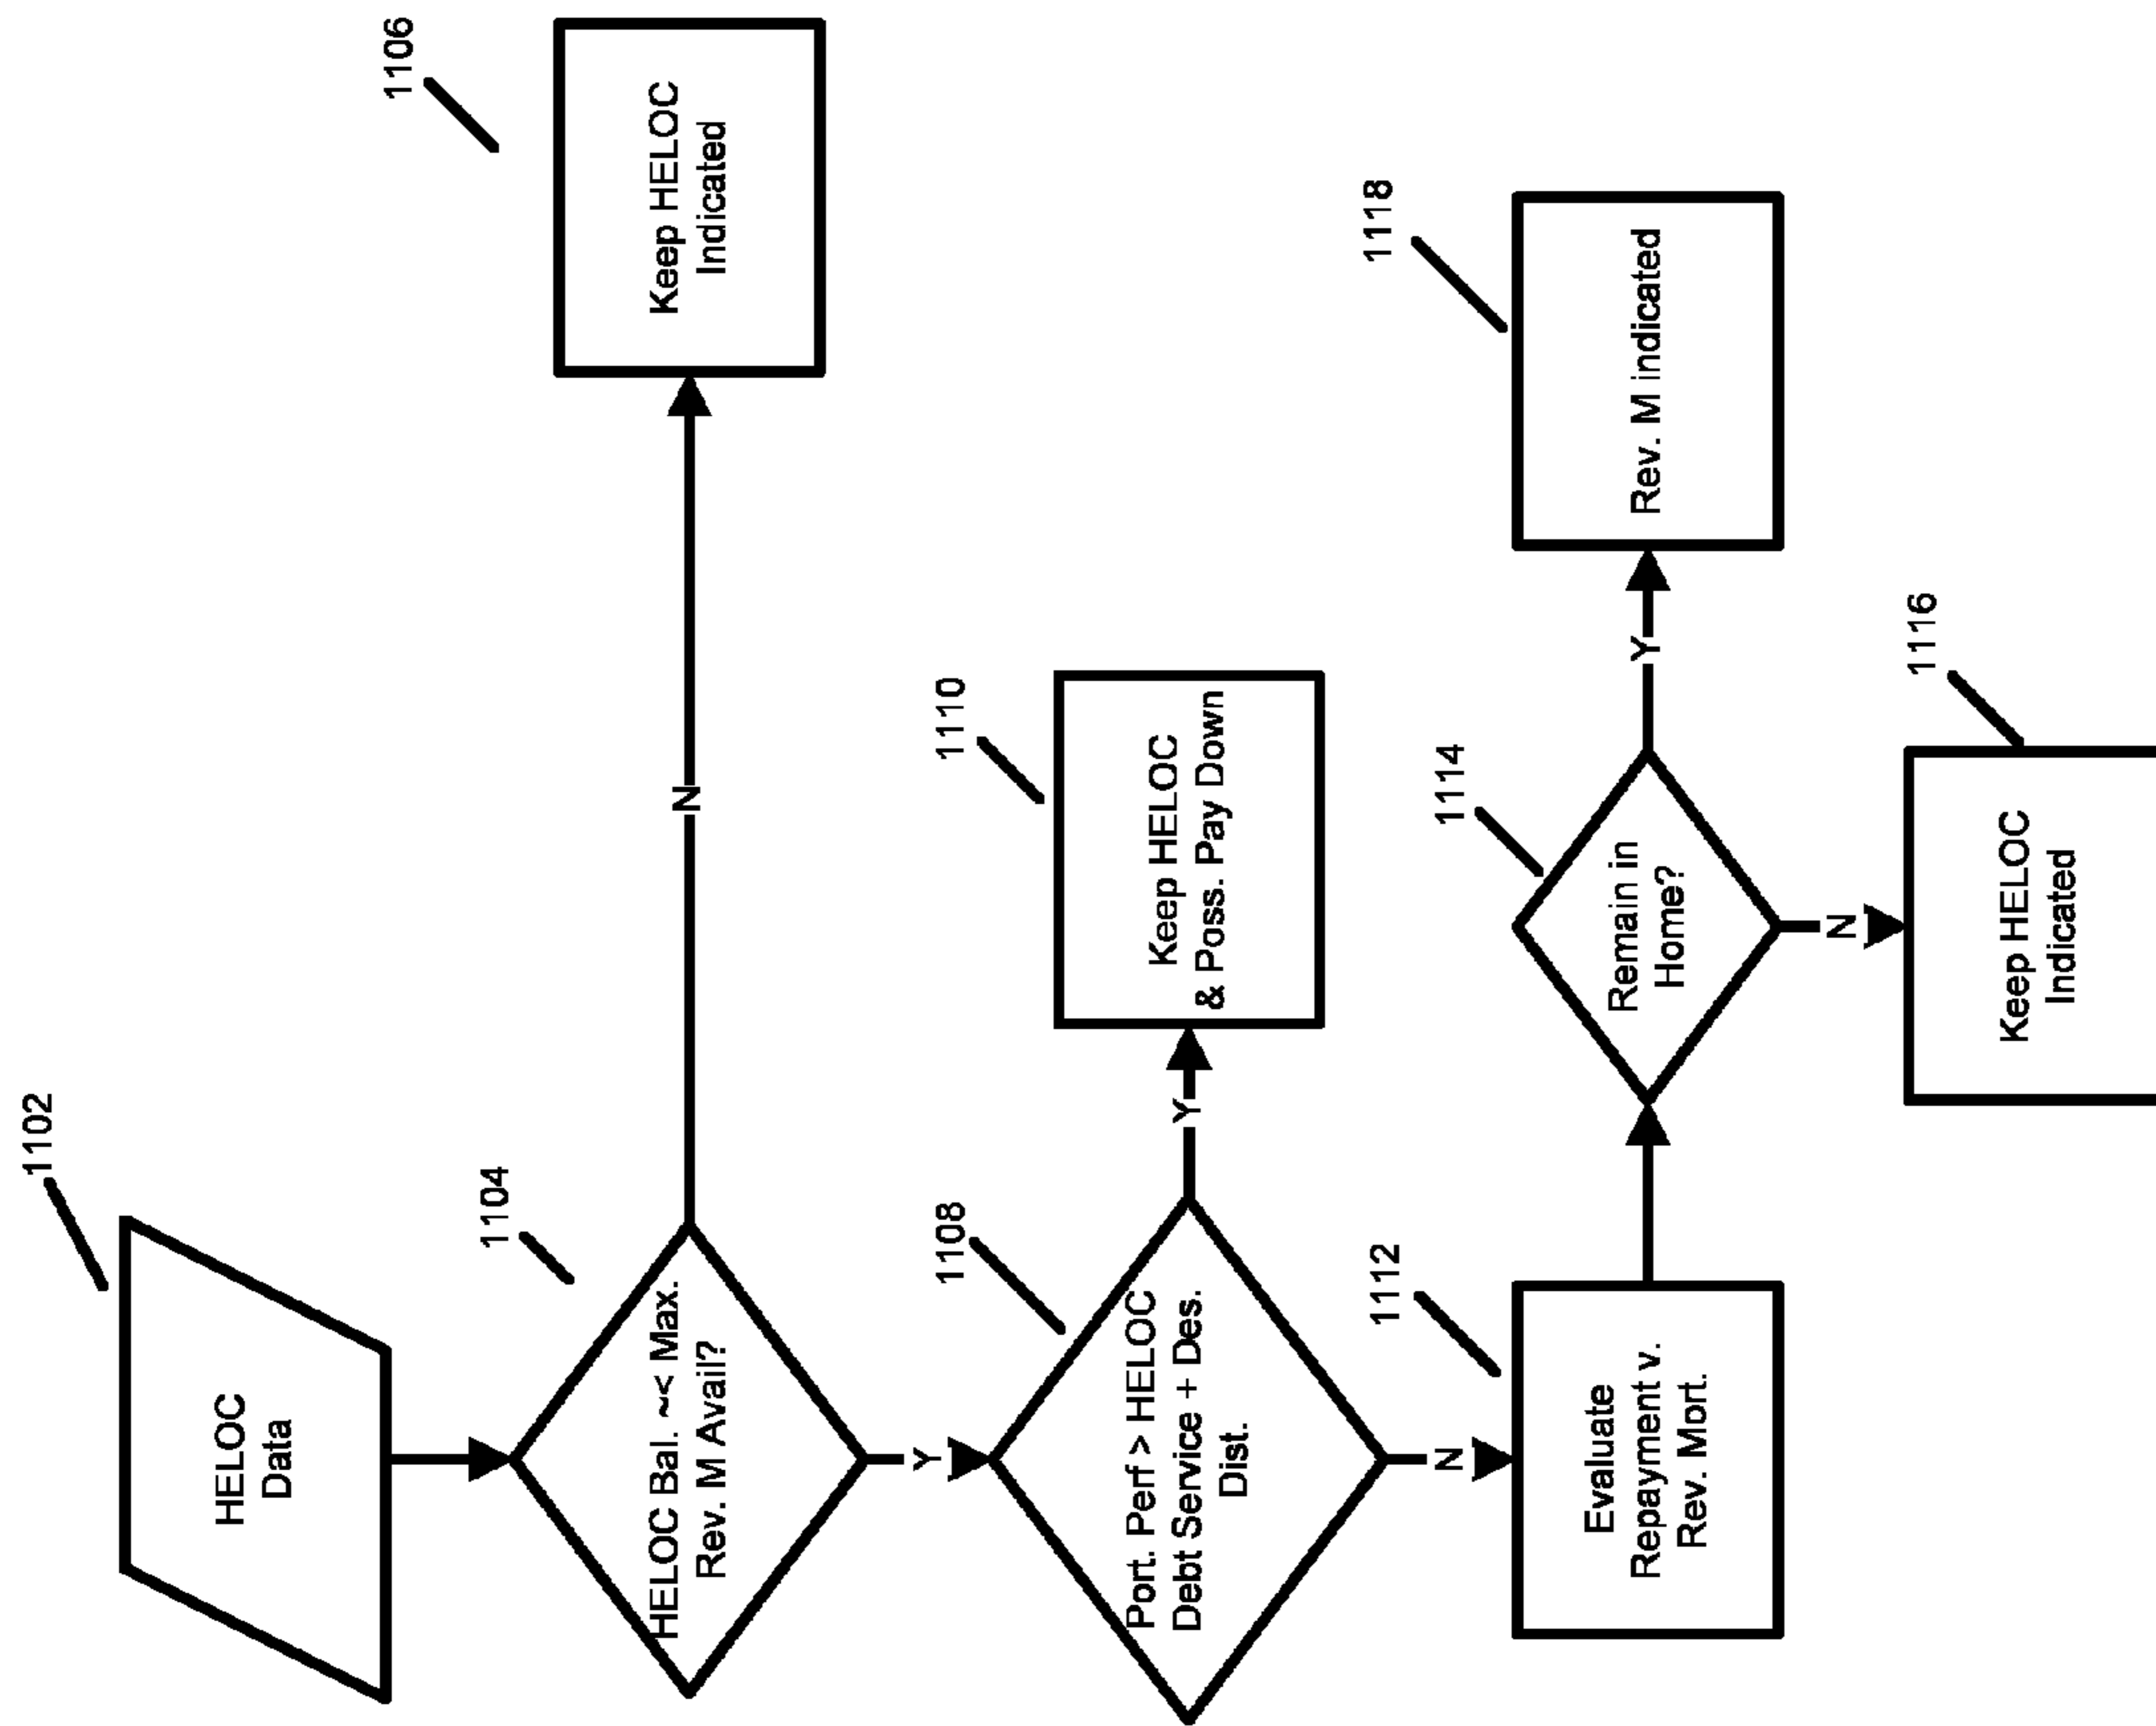 1102
HELOC
Data
1104
HELOC Bal. ~< Max.
Rev. M Avail?
N
1106
Keep HELOC
Indicated
Y
1108
Port. Perf > HELOC
Debt Service + Des.
Dist.
Y
1110
Keep HELOC
& Poss. Pay Down
N
1112
Evaluate
Repayment v.
Rev. Mort.
1114
Remain in
Home?
Y
1118
Rev. M indicated
N
1116
Keep HELOC
Indicated